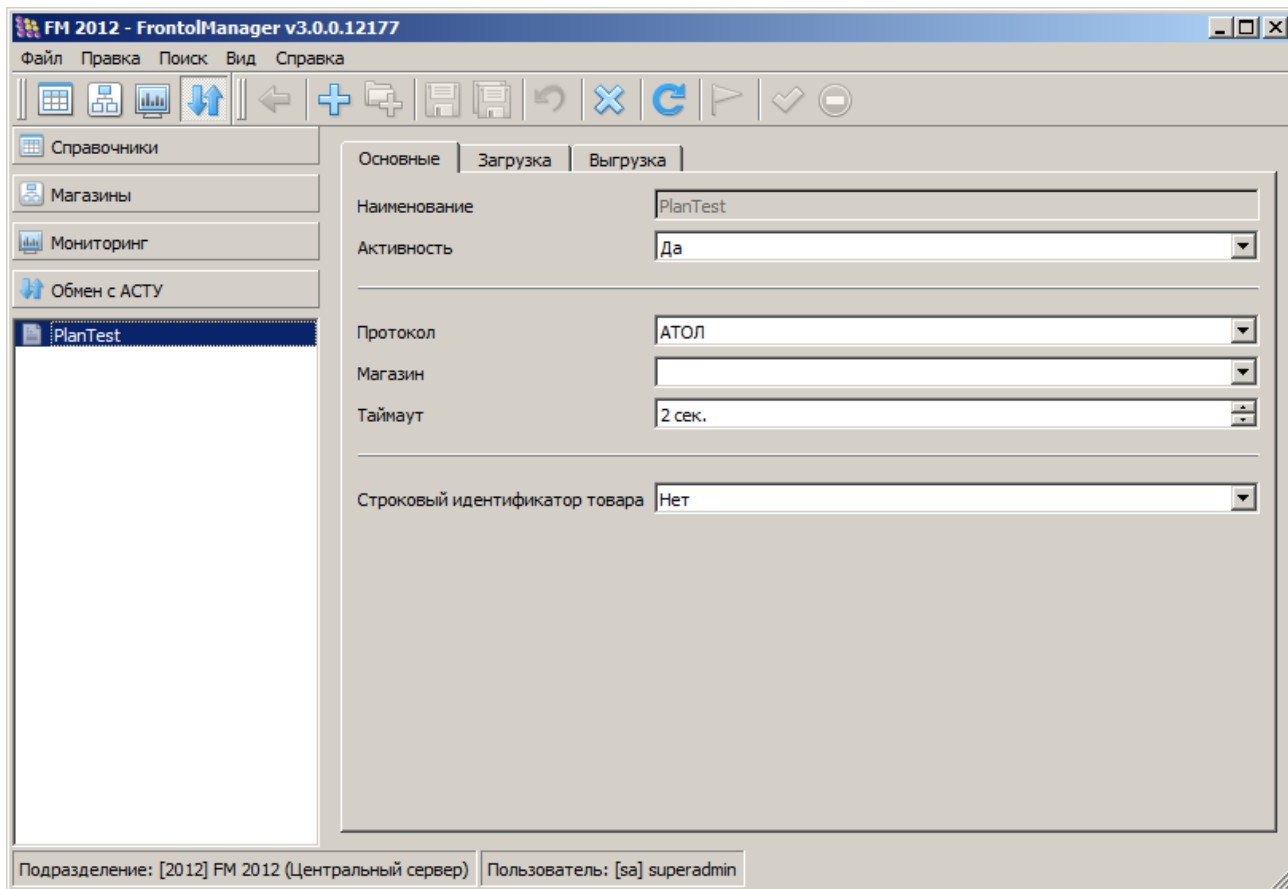 FM 2012 - FrontolManager v3.0.0.12177
Файл Правка Поиск Вид Справка
Справочники
Магазины
Мониторинг
Обмен с АСТУ
PlanTest
Основные Загрузка Выгрузка
Наименование PlanTest
Активность Да
Протокол АТОЛ
Магазин
Таймаут 2 сек.
Строковый идентификатор товара Нет
Подразделение: [2012] FM 2012 (Центральный сервер) Пользователь: [sa] superadmin